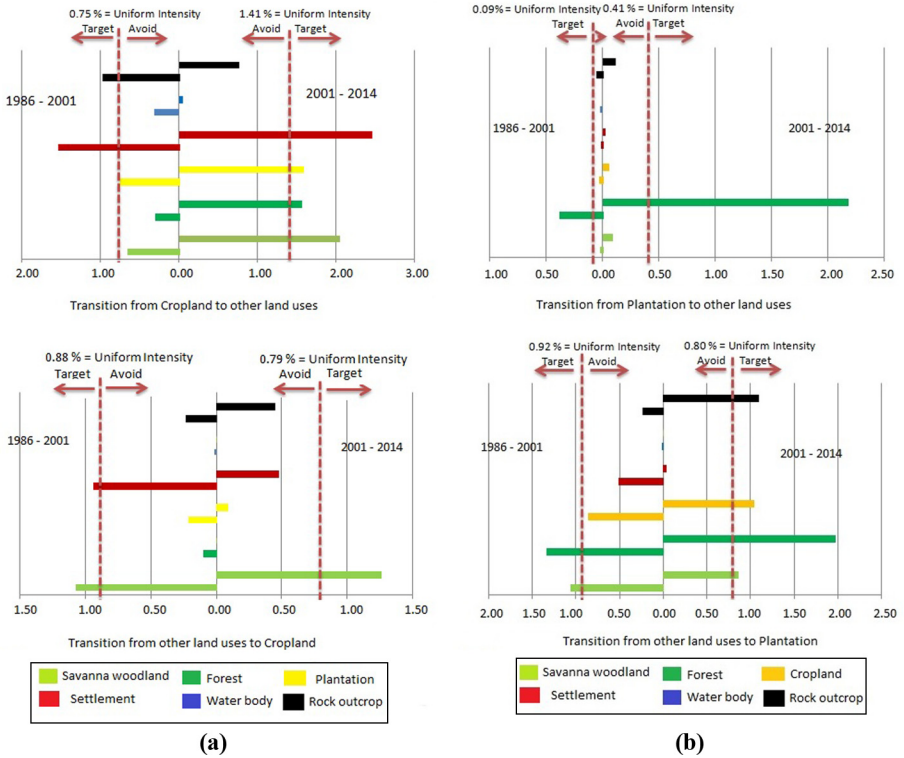 0.75 % = Uniform Intensity
1.41 % = Uniform Intensity
Target Avoid
Avoid Target
1986 - 2001
2001 - 2014
2.00 1.00 0.00 1.00 2.00 3.00
Transition from Cropland to other land uses
0.09% = Uniform Intensity
0.41 % = Uniform Intensity
Target
Avoid Target
1986 - 2001
2001 - 2014
1.00 0.50 0.00 0.50 1.00 1.50 2.00 2.50
Transition from Plantation to other land uses
0.88 % = Uniform Intensity
0.79 % = Uniform Intensity
Target Avoid
Avoid Target
1986 - 2001
2001 - 2014
1.50 1.00 0.50 0.00 0.50 1.00 1.50
Transition from other land uses to Cropland
Savanna woodland Forest Plantation
Settlement Water body Rock outcrop
(a)
0.92 % = Uniform Intensity
0.80 % = Uniform Intensity
Target Avoid
Avoid Target
1986 - 2001
2001 - 2014
2.00 1.00 0.50 0.00 0.50 1.00 1.50 2.00 2.50
Transition from other land uses to Plantation
Savanna woodland Forest Cropland
Settlement Water body Rock outcrop
(b)